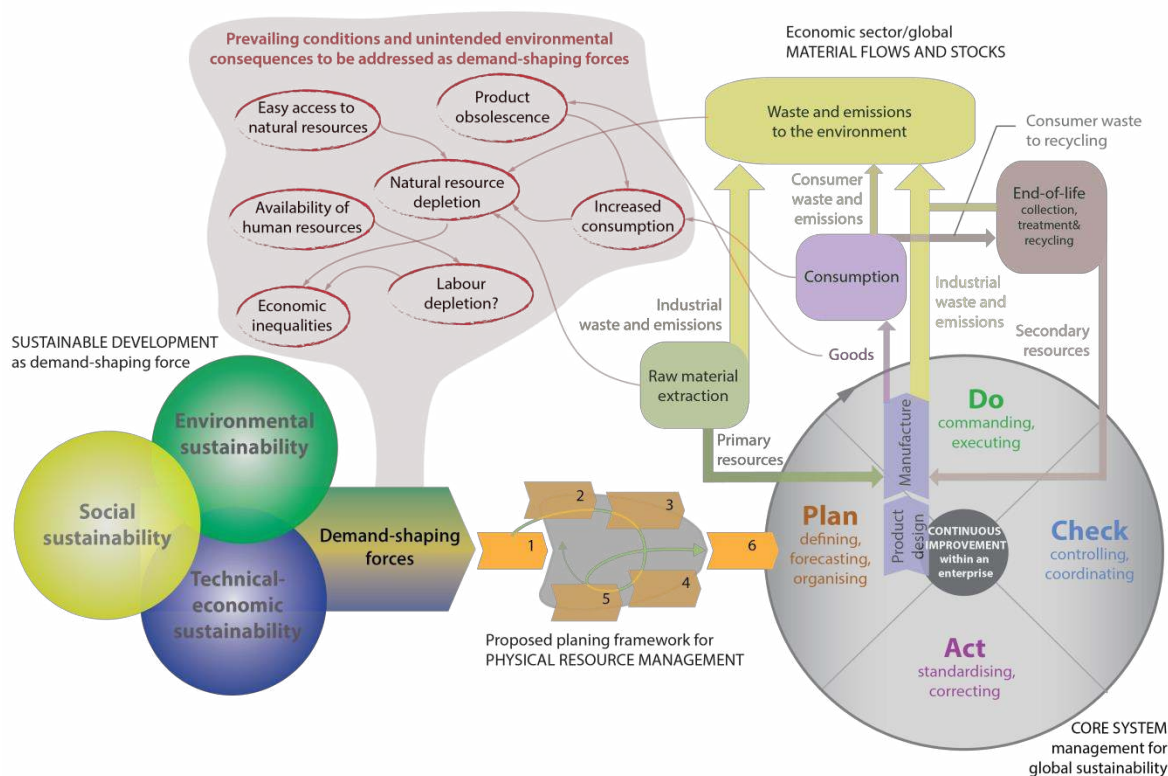 Prevailing conditions and unintended environmental
consequences to be addressed as demand-shaping forces
Easy access to
natural resources
Product
obsolescence
Natural resource
depletion
Availability of
human resources
Increased
consumption
Labour
depletion?
Economic
inequalities
Economic sector/global
MATERIAL FLOWS AND STOCKS
Waste and emissions
to the environment
Consumer waste
to recycling
Consumer
waste and
emissions
End-of-life
collection,
treatment&
recycling
Consumption
Industrial
waste and emissions
Industrial
waste and
emissions
Secondary
resources
Goods
Raw material
extraction
Primary
resources
SUSTAINABLE DEVELOPMENT
as demand-shaping force
Environmental
sustainability
Social
sustainability
Technical-
economic
sustainability
Demand-shaping
forces
1
2
3
4
5
6
Proposed planing framework for
PHYSICAL RESOURCE MANAGEMENT
Do
commanding,
executing
Manufacture
Plan
defining,
forecasting,
organising
Product
design
CONTINUOUS
IMPROVEMENT
within an
enterprise
Check
controlling,
coordinating
Act
standardising,
correcting
CORE SYSTEM
management for
global sustainability